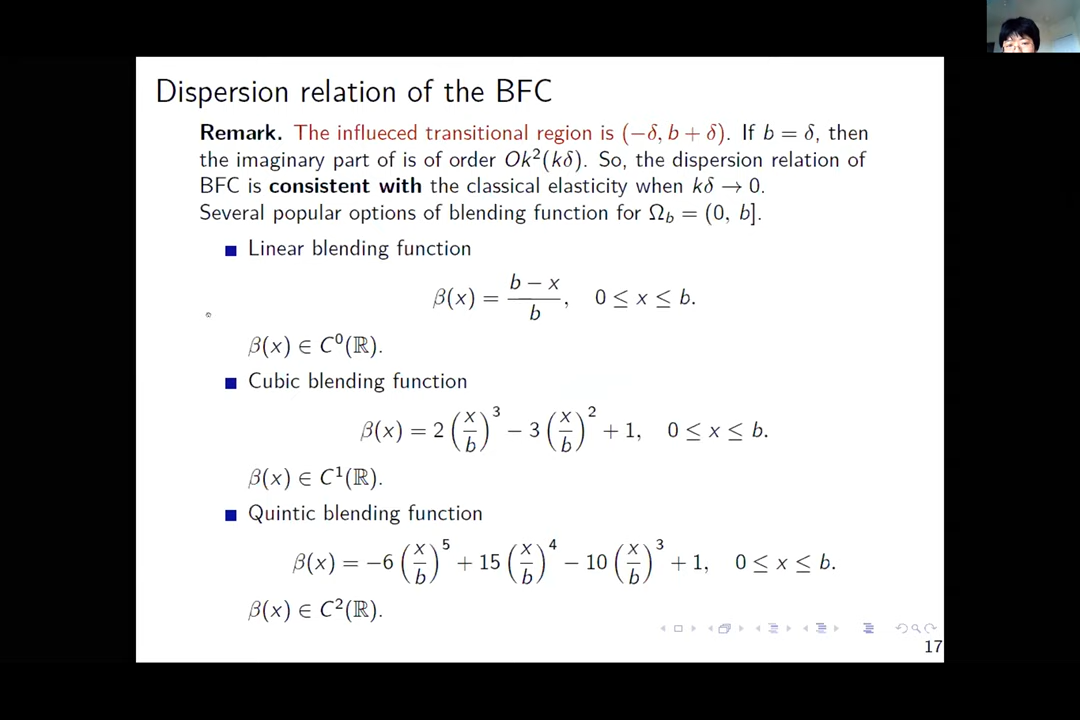 Dispersion relation of the BFC
Remark. The influeced transitional region is (−δ, b + δ). If b = δ, then
the imaginary part of is of order Ok²(kδ). So, the dispersion relation of
BFC is consistent with the classical elasticity when kδ → 0.
Several popular options of blending function for Ω_b = (0, b].
Linear blending function
β(x) = (b − x)/b, 0 ≤ x ≤ b.
β(x) ∈ C⁰(ℝ).
Cubic blending function
β(x) = 2 (x/b)³ − 3 (x/b)² + 1, 0 ≤ x ≤ b.
β(x) ∈ C¹(ℝ).
Quintic blending function
β(x) = −6 (x/b)⁵ + 15 (x/b)⁴ − 10 (x/b)³ + 1, 0 ≤ x ≤ b.
β(x) ∈ C²(ℝ).
17